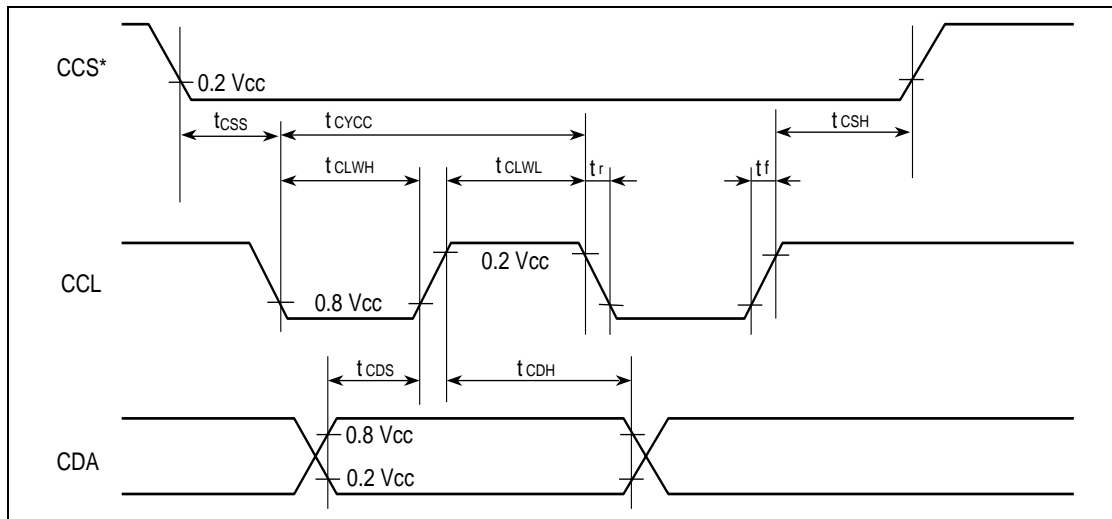 CCS*
0.2 Vcc
tCSS
tCYCC
tCSH
tCLWH
tCLWL
tr
tf
CCL
0.2 Vcc
0.8 Vcc
tCDS
tCDH
CDA
0.8 Vcc
0.2 Vcc